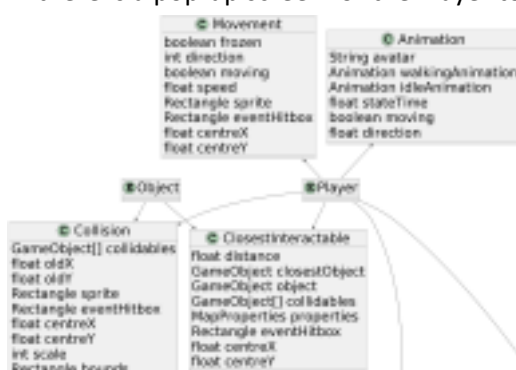 Movement
boolean frozen
int direction
boolean moving
float speed
Rectangle sprite
Rectangle eventHitbox
float centreX
float centreY
Animation
String avatar
Animation walkingAnimation
Animation idleAnimation
float stateTime
boolean moving
float direction
Object
Player
Collision
GameObject[] collidables
float oldX
float oldY
Rectangle sprite
Rectangle eventHitbox
float centreX
float centreY
int scale
Rectangle bounds
ClosestInteractable
float distance
GameObject closestObject
GameObject object
GameObject[] collidables
MapProperties properties
Rectangle eventHitbox
float centreX
float centreY